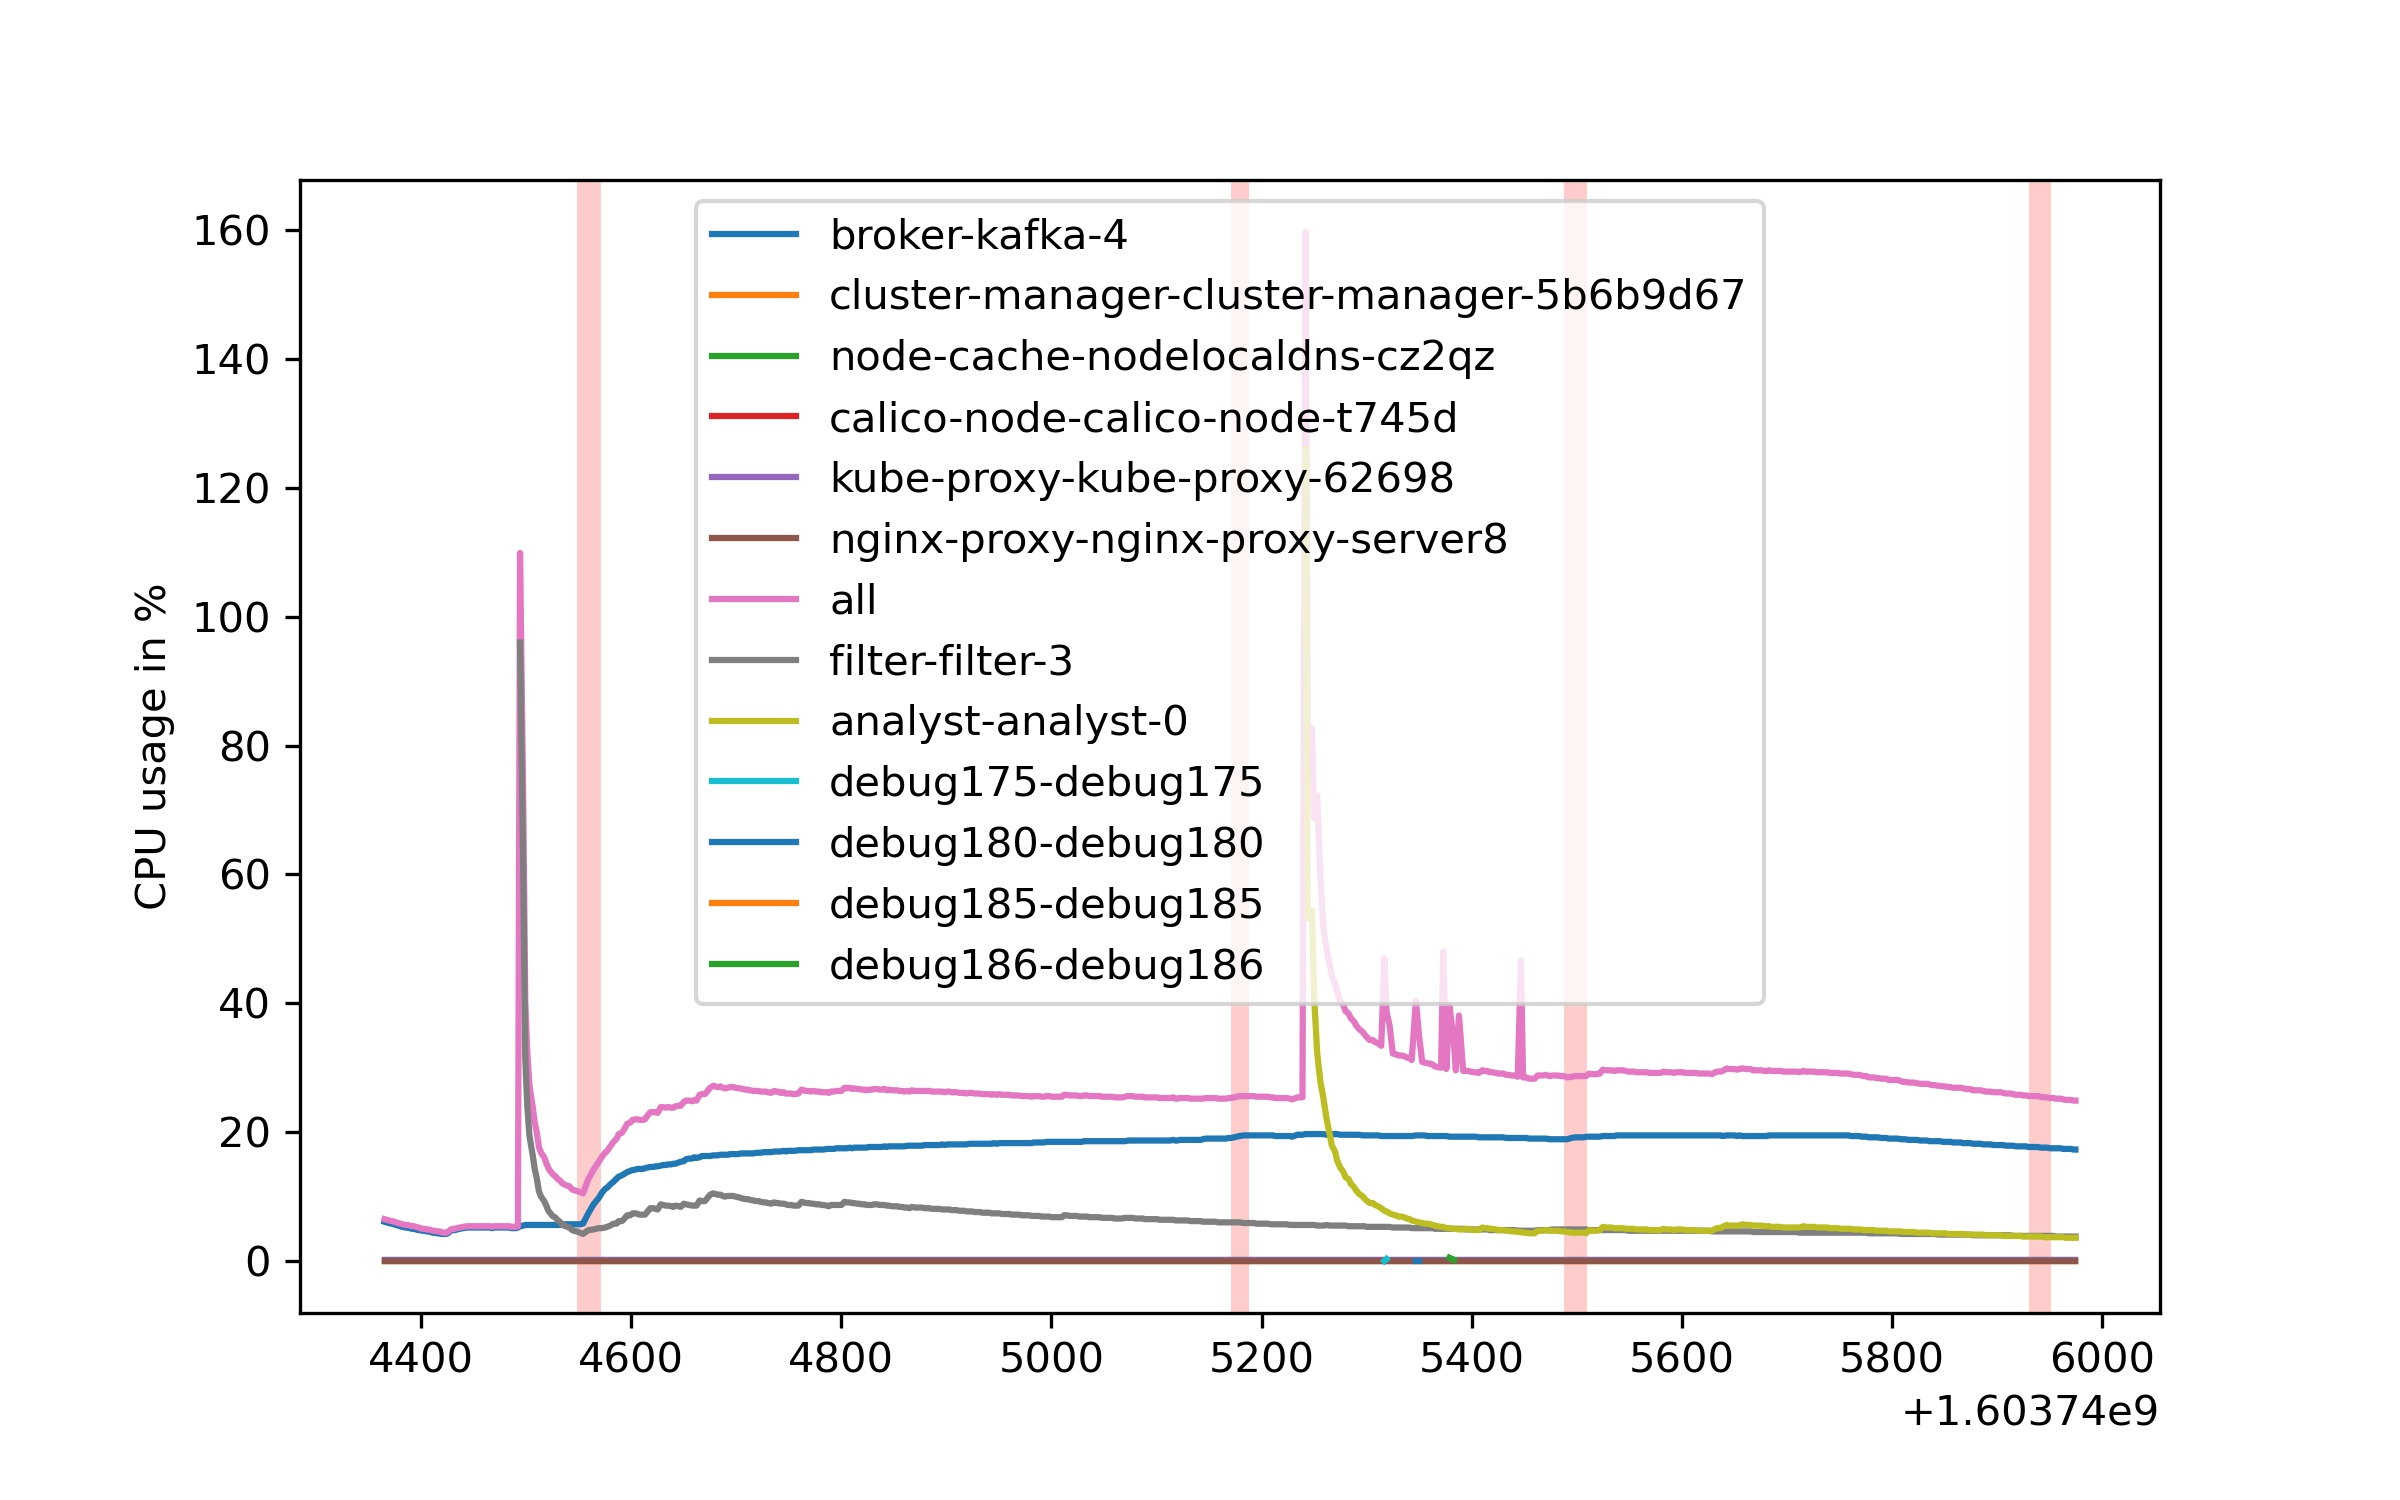 160
140
120
100
80
60
40
20
0
CPU usage in %
broker-kafka-4
cluster-manager-cluster-manager-5b6b9d67
node-cache-nodelocaldns-cz2qz
calico-node-calico-node-t745d
kube-proxy-kube-proxy-62698
nginx-proxy-nginx-proxy-server8
all
filter-filter-3
analyst-analyst-0
debug175-debug175
debug180-debug180
debug185-debug185
debug186-debug186
4400 4600 4800 5000 5200 5400 5600 5800 6000
+1.60374e9